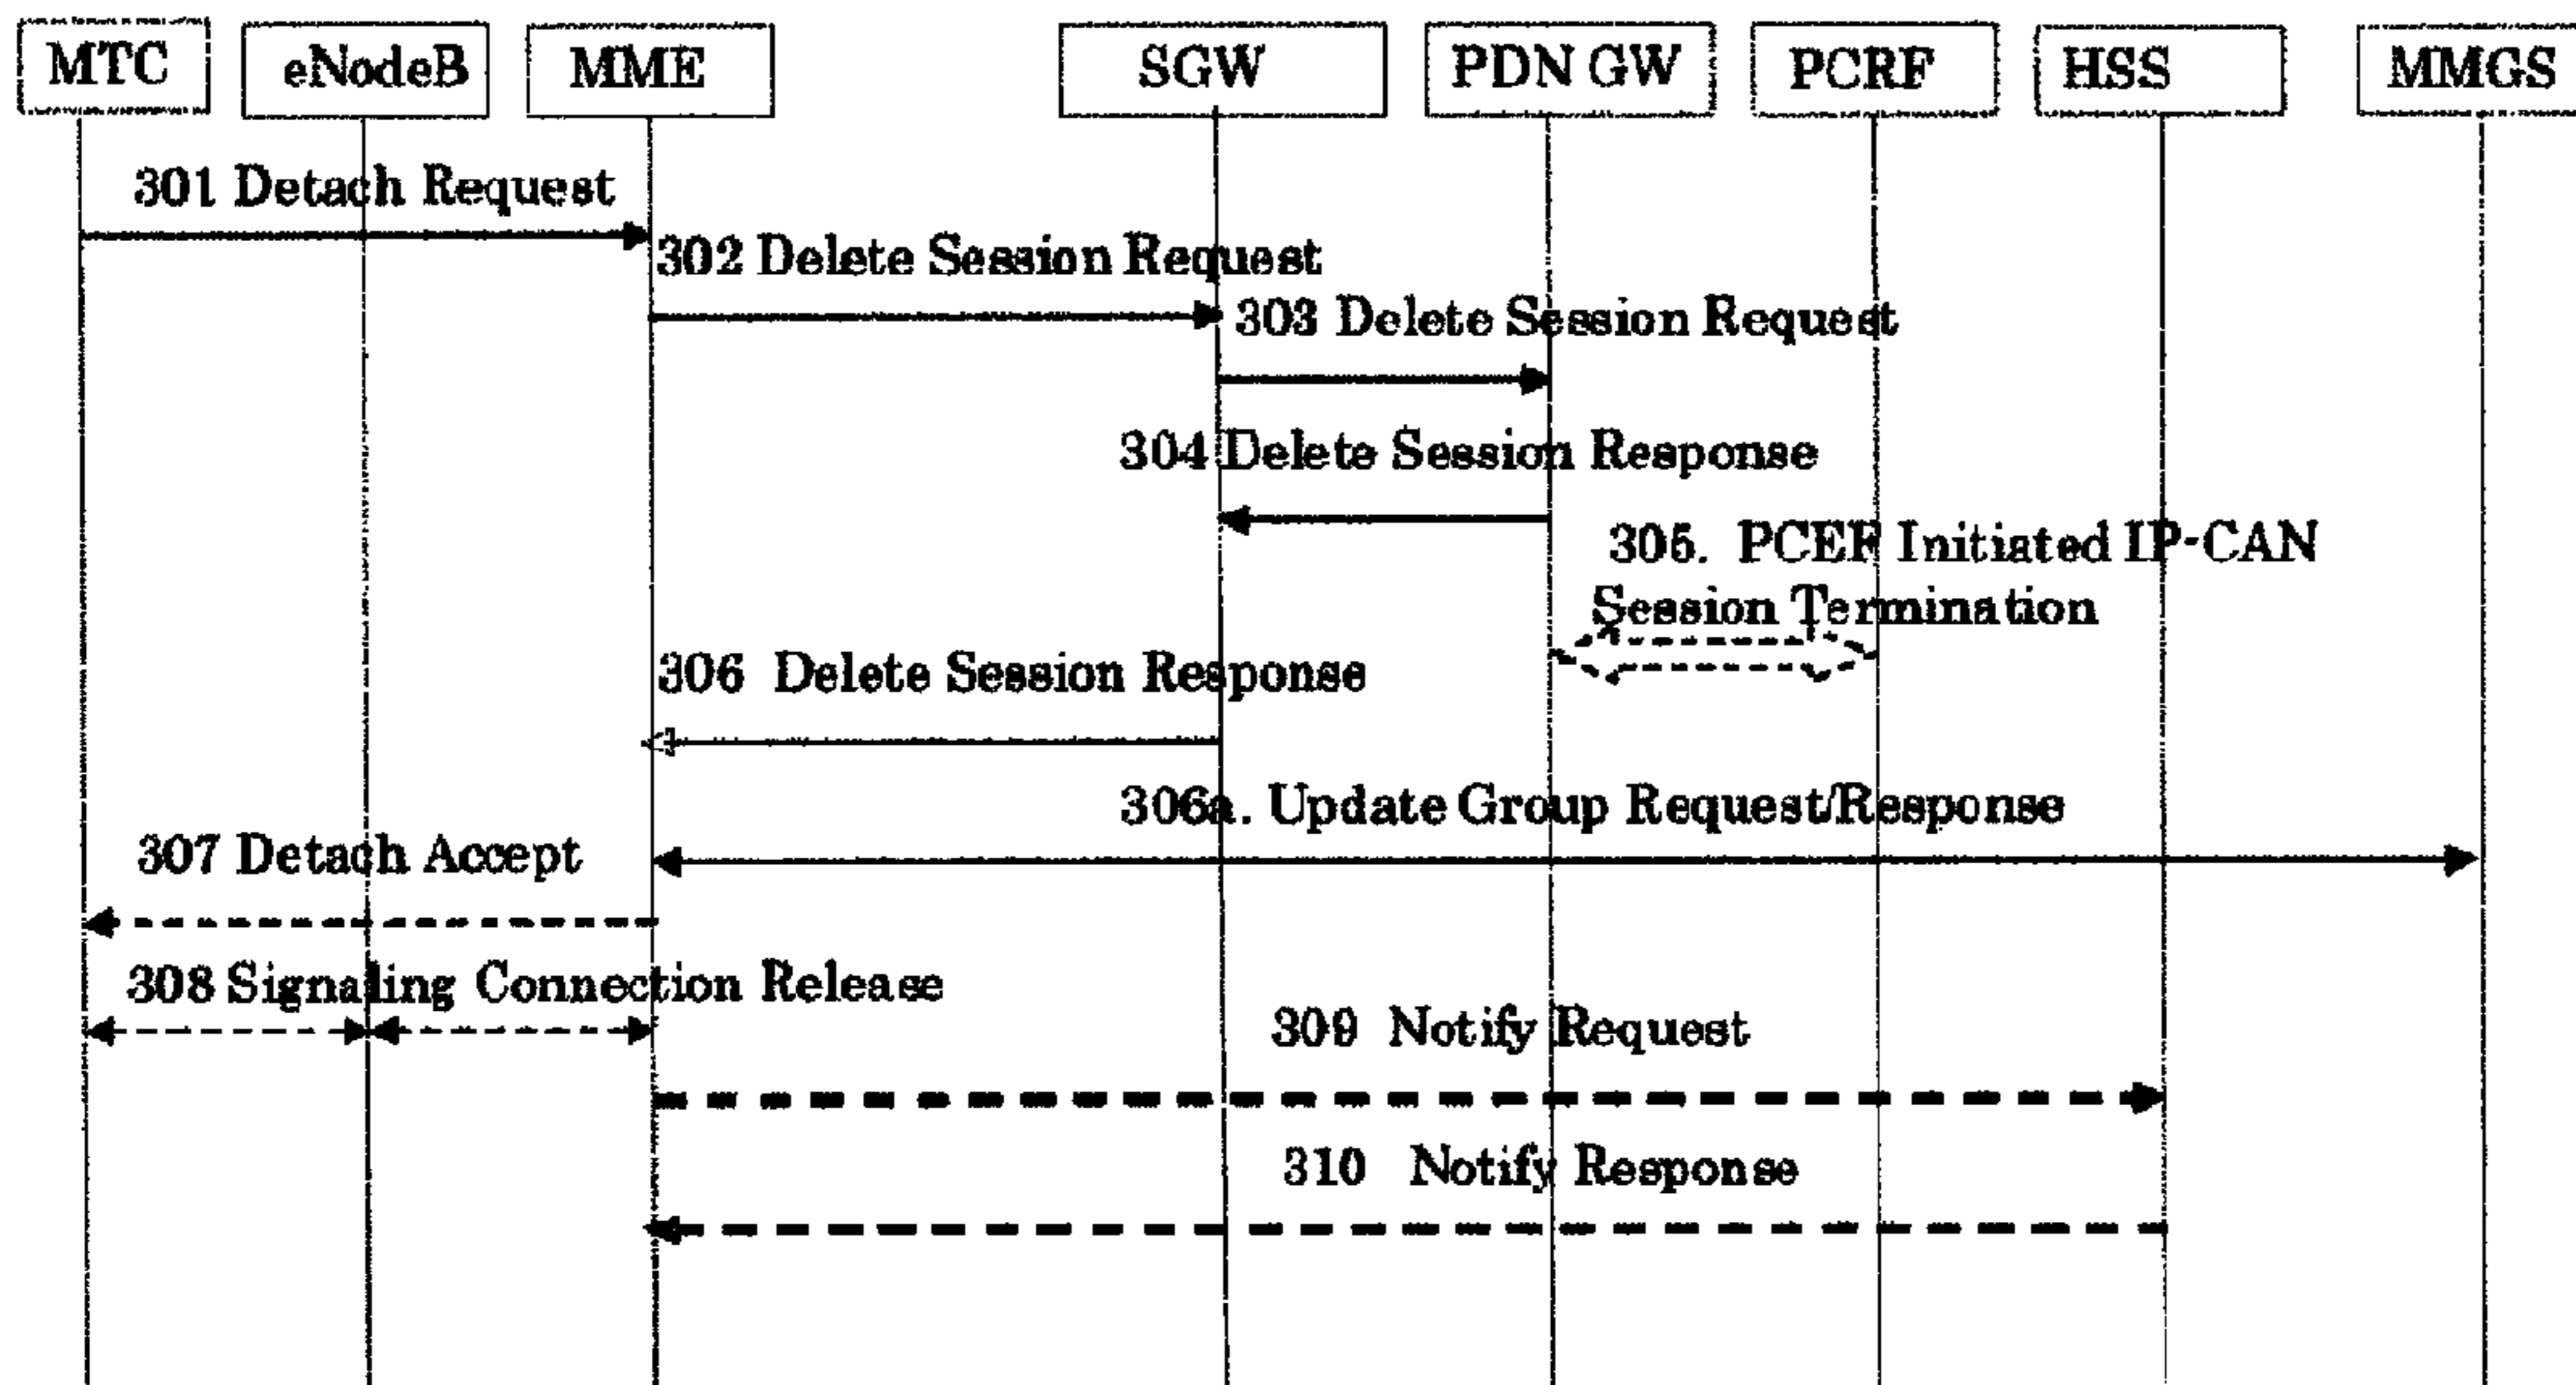 MTC eNodeB MME SGW PDN GW PCRF HSS MMGS
301 Detach Request
302 Delete Session Request
303 Delete Session Request
304 Delete Session Response
305. PCEF Initiated IP-CAN
Session Termination
306 Delete Session Response
306a. Update Group Request/Response
307 Detach Accept
308 Signaling Connection Release
309 Notify Request
310 Notify Response